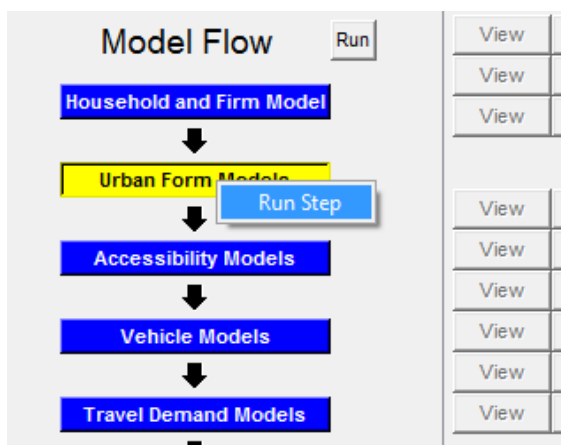 Model Flow
Run
Household and Firm Model
Urban Form Models
Run Step
Accessibility Models
Vehicle Models
Travel Demand Models
View
View
View
View
View
View
View
View
View